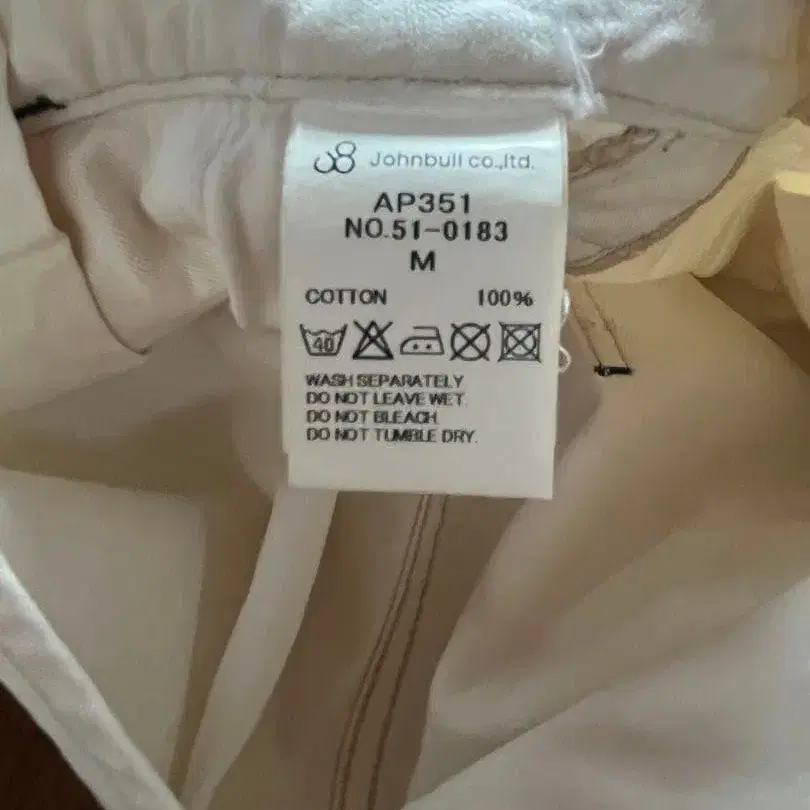 Johnbull co.,ltd.
AP351
NO.51-0183
M
COTTON 100%
40
WASH SEPARATELY
DO NOT LEAVE WET.
DO NOT BLEACH.
DO NOT TUMBLE DRY.